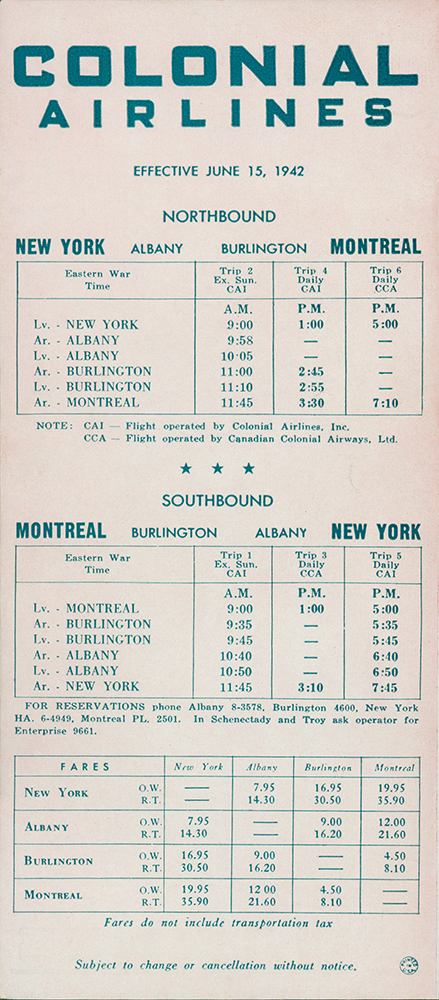 COLONIAL
AIRLINES
EFFECTIVE JUNE 15, 1942
NORTHBOUND
NEW YORK ALBANY BURLINGTON MONTREAL
Eastern War Time Trip 2 Ex. Sun. CAI Trip 4 Daily CAI Trip 6 Daily CCA
A.M. P.M. P.M.
Lv. - NEW YORK 9:00 1:00 5:00
Ar. - ALBANY 9:58 — —
Lv. - ALBANY 10:05 — —
Ar. - BURLINGTON 11:00 2:45 —
Lv. - BURLINGTON 11:10 2:55 —
Ar. - MONTREAL 11:45 3:30 7:10
NOTE: CAI — Flight operated by Colonial Airlines, Inc.
CCA — Flight operated by Canadian Colonial Airways, Ltd.
★ ★ ★
SOUTHBOUND
MONTREAL BURLINGTON ALBANY NEW YORK
Eastern War Time Trip 1 Ex. Sun. CAI Trip 3 Daily CCA Trip 5 Daily CAI
A.M. P.M. P.M.
Lv. - MONTREAL 9:00 1:00 5:00
Ar. - BURLINGTON 9:35 — 5:35
Lv. - BURLINGTON 9:45 — 5:45
Ar. - ALBANY 10:40 — 6:40
Lv. - ALBANY 10:50 — 6:50
Ar. - NEW YORK 11:45 3:10 7:45
FOR RESERVATIONS phone Albany 8-3578, Burlington 4600, New York
HA. 6-4949, Montreal PL. 2501. In Schenectady and Troy ask operator for
Enterprise 9661.
FARES New York Albany Burlington Montreal
NEW YORK O.W. — 7.95 16.95 19.95
R.T. — 14.30 30.50 35.90
ALBANY O.W. 7.95 — 9.00 12.00
R.T. 14.30 16.20 21.60
BURLINGTON O.W. 16.95 9.00 — 4.50
R.T. 30.50 16.20 8.10
MONTREAL O.W. 19.95 12 00 4.50 —
R.T. 35.90 21.60 8.10 —
Fares do not include transportation tax
Subject to change or cancellation without notice.